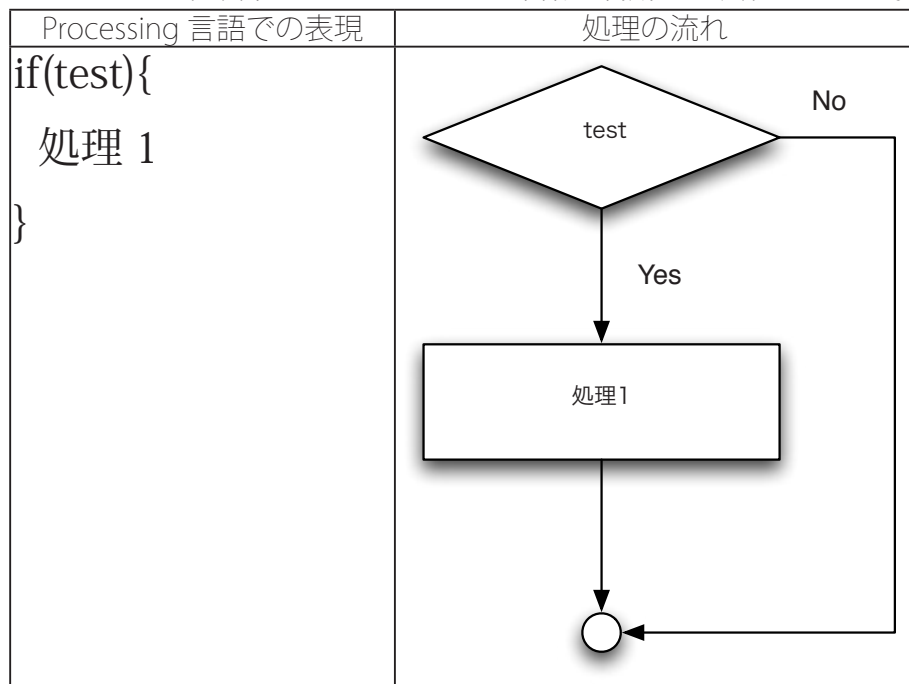 Processing 言語での表現
処理の流れ
if(test){
処理 1
}
test
No
Yes
処理1